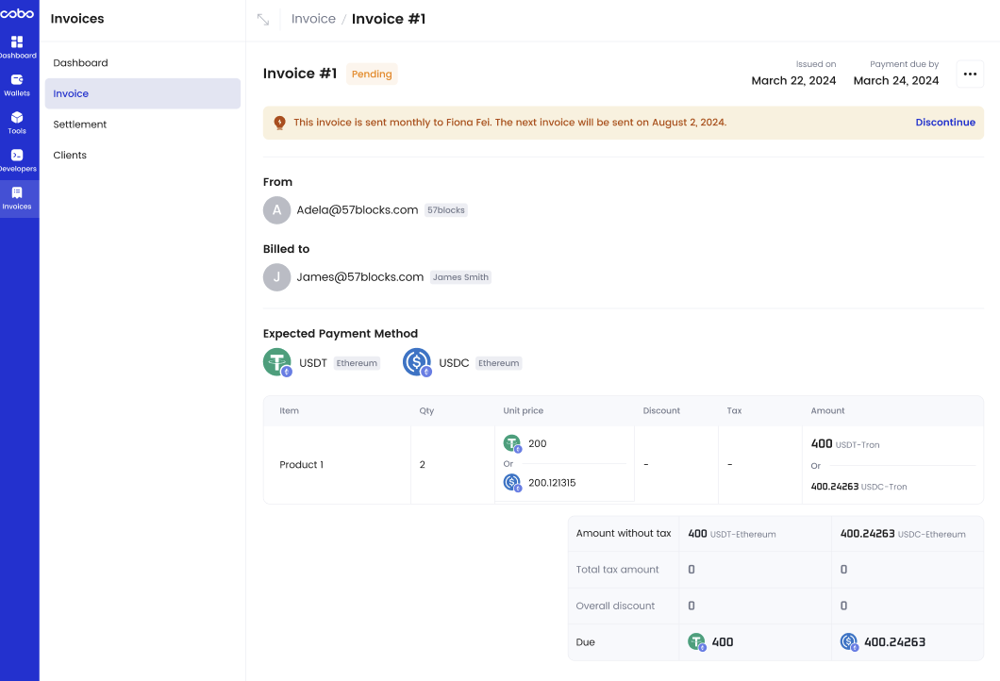 cobo
Invoices
Invoice / Invoice #1
Dashboard
Wallets
Tools
Developers
Invoices
Dashboard
Invoice
Settlement
Clients
Invoice #1 Pending
Issued on
March 22, 2024
Payment due by
March 24, 2024
This invoice is sent monthly to Fiona Fei. The next invoice will be sent on August 2, 2024. Discontinue
From
A Adela@57blocks.com 57blocks
Billed to
J James@57blocks.com James Smith
Expected Payment Method
USDT Ethereum USDC Ethereum
Item Qty Unit price Discount Tax Amount
Product 1 2
200
Or
200.121315
- -
400 USDT-Tron
Or
400.24263 USDC-Tron
Amount without tax 400 USDT-Ethereum 400.24263 USDC-Ethereum
Total tax amount 0 0
Overall discount 0 0
Due 400 400.24263